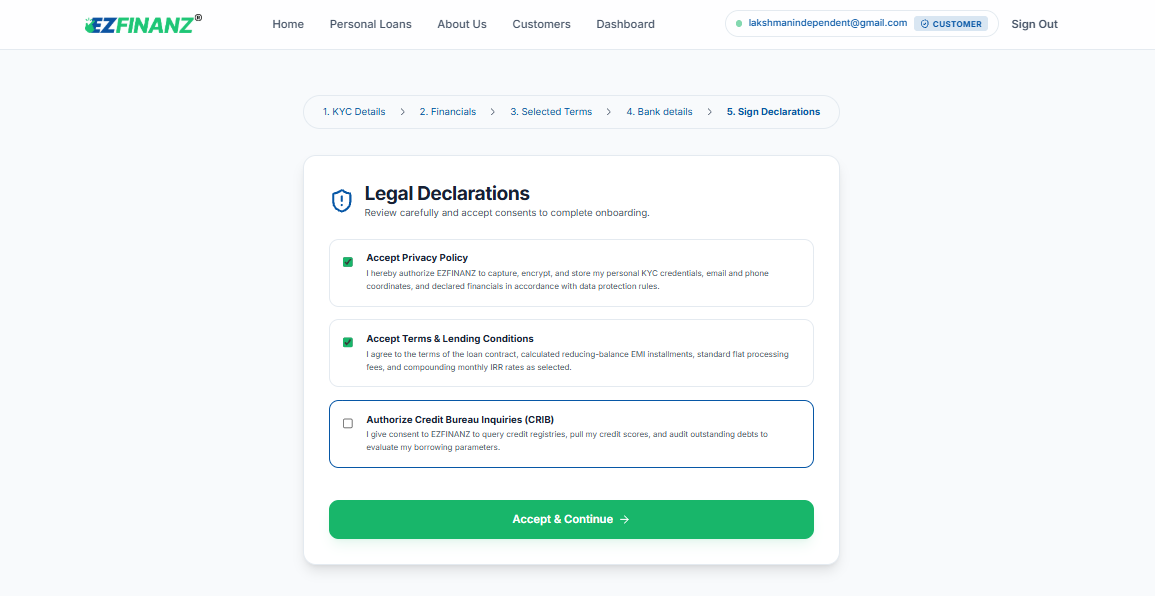 EZFINANZ®
Home
Personal Loans
About Us
Customers
Dashboard
lakshmanindependent@gmail.com
CUSTOMER
Sign Out
1. KYC Details > 2. Financials > 3. Selected Terms > 4. Bank details > 5. Sign Declarations
Legal Declarations
Review carefully and accept consents to complete onboarding.
Accept Privacy Policy
I hereby authorize EZFINANZ to capture, encrypt, and store my personal KYC credentials, email and phone
coordinates, and declared financials in accordance with data protection rules.
Accept Terms & Lending Conditions
I agree to the terms of the loan contract, calculated reducing-balance EMI installments, standard flat processing
fees, and compounding monthly IRR rates as selected.
Authorize Credit Bureau Inquiries (CRIB)
I give consent to EZFINANZ to query credit registries, pull my credit scores, and audit outstanding debts to
evaluate my borrowing parameters.
Accept & Continue →